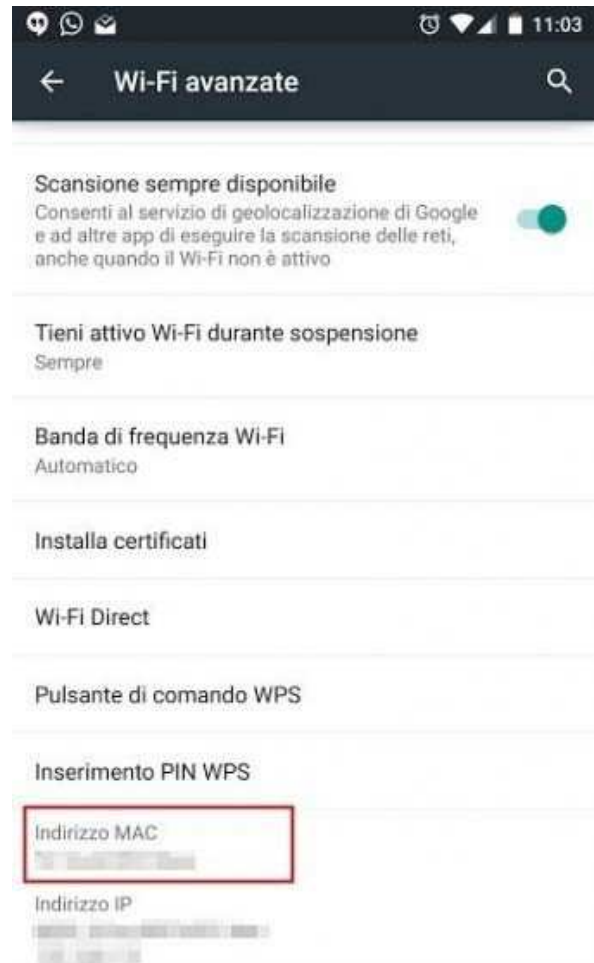 11:03
Wi-Fi avanzate
Scansione sempre disponibile
Consenti al servizio di geolocalizzazione di Google
e ad altre app di eseguire la scansione delle reti,
anche quando il Wi-Fi non è attivo
Tieni attivo Wi-Fi durante sospensione
Sempre
Banda di frequenza Wi-Fi
Automatico
Installa certificati
Wi-Fi Direct
Pulsante di comando WPS
Inserimento PIN WPS
Indirizzo MAC
Indirizzo IP